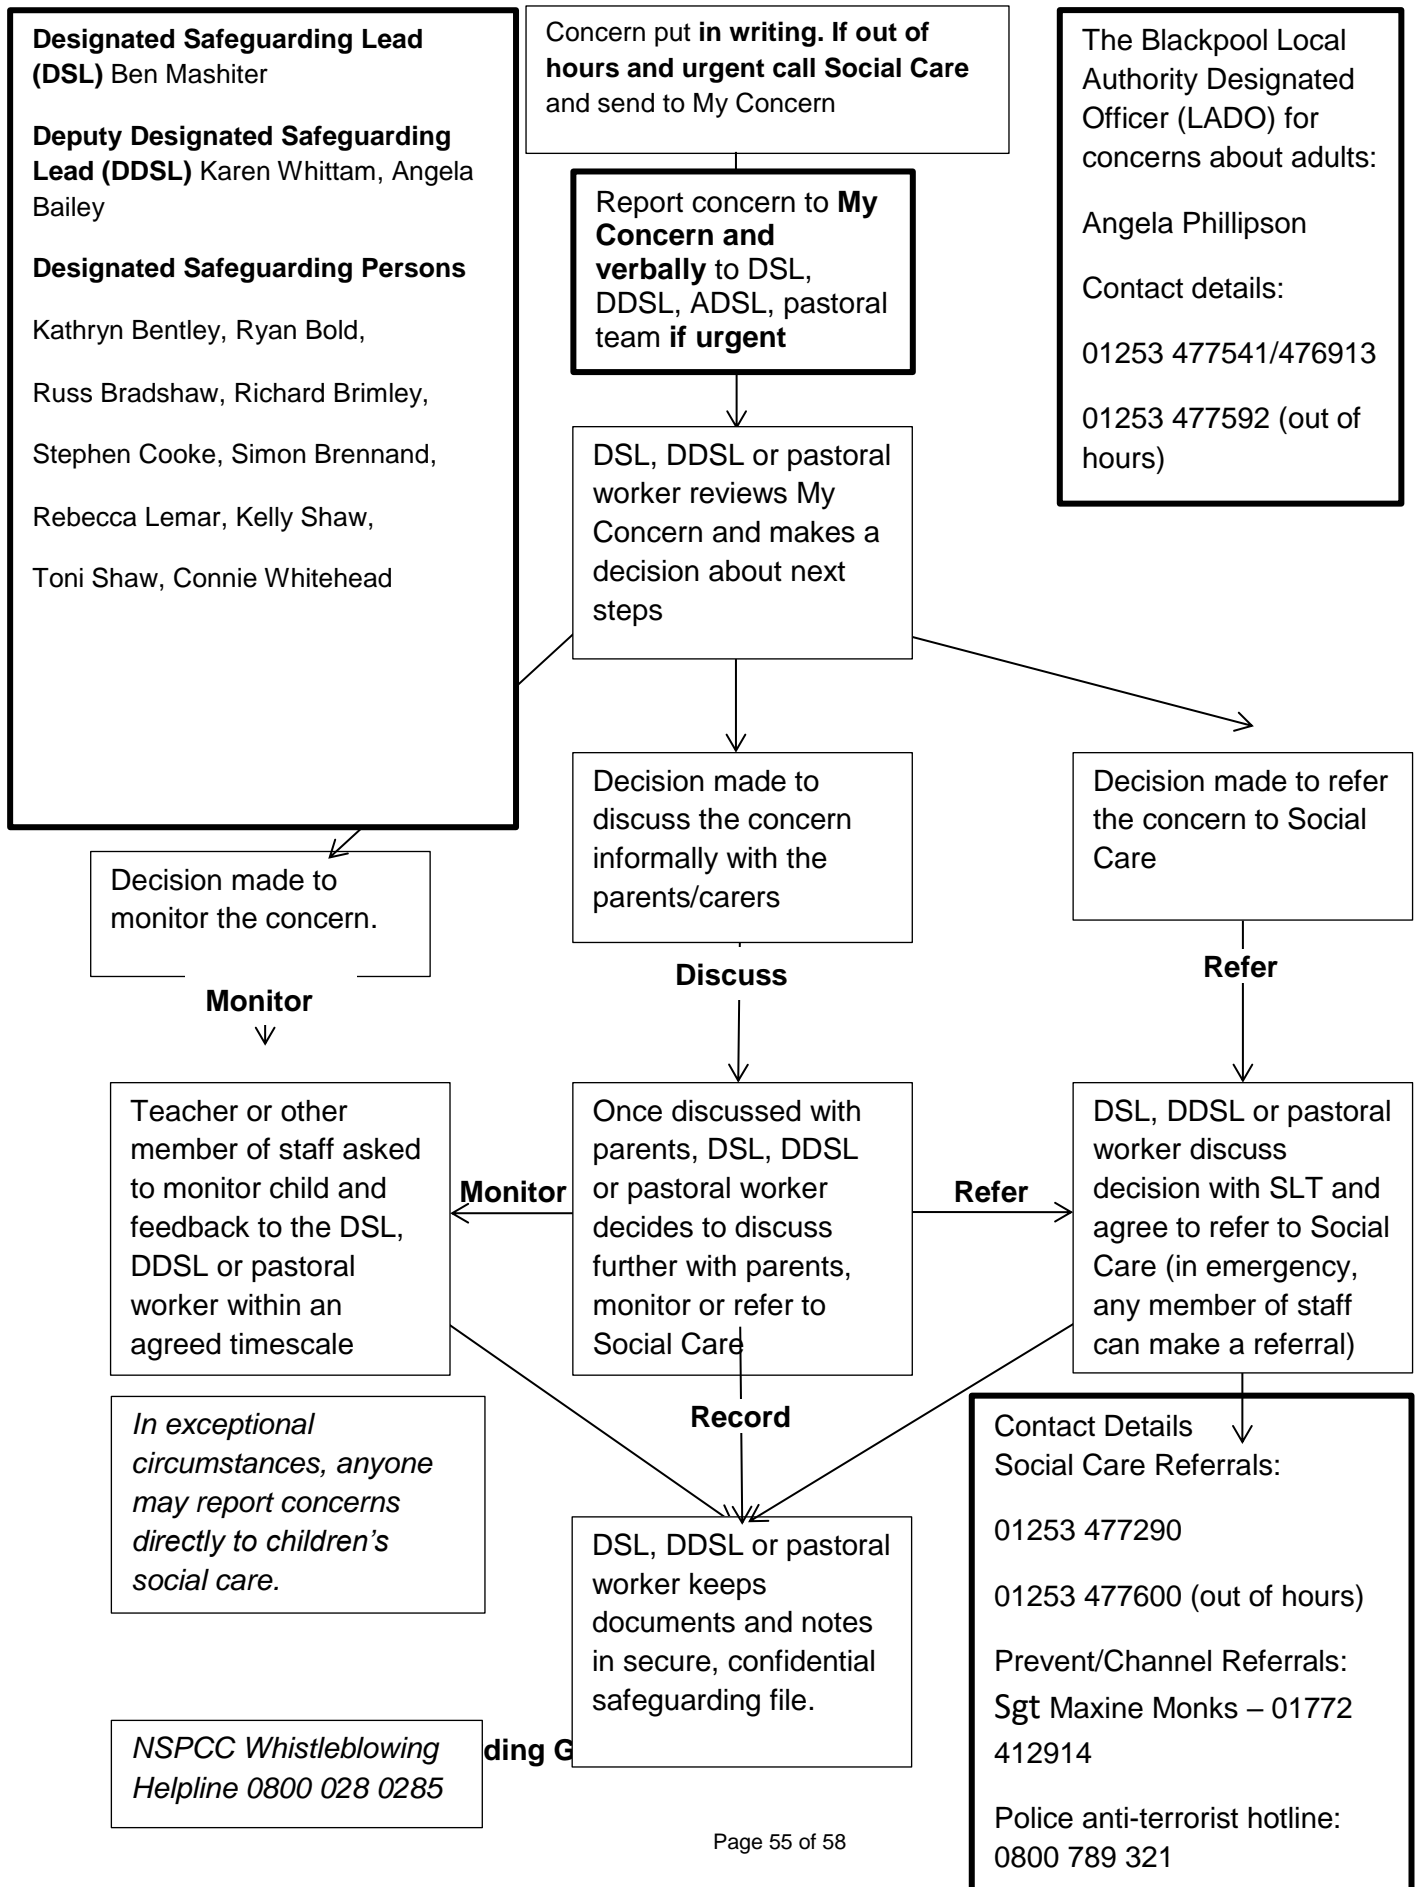 Designated Safeguarding Lead
(DSL) Ben Mashiter
Deputy Designated Safeguarding
Lead (DDSL) Karen Whittam, Angela
Bailey
Designated Safeguarding Persons
Kathryn Bentley, Ryan Bold,
Russ Bradshaw, Richard Brimley,
Stephen Cooke, Simon Brennand,
Rebecca Lemar, Kelly Shaw,
Toni Shaw, Connie Whitehead
Concern put in writing. If out of
hours and urgent call Social Care
and send to My Concern
The Blackpool Local
Authority Designated
Officer (LADO) for
concerns about adults:
Angela Phillipson
Contact details:
01253 477541/476913
01253 477592 (out of
hours)
Report concern to My
Concern and
verbally to DSL,
DDSL, ADSL, pastoral
team if urgent
DSL, DDSL or pastoral
worker reviews My
Concern and makes a
decision about next
steps
Decision made to
monitor the concern.
Decision made to
discuss the concern
informally with the
parents/carers
Decision made to refer
the concern to Social
Care
Monitor
Discuss
Refer
Teacher or other
member of staff asked
to monitor child and
feedback to the DSL,
DDSL or pastoral
worker within an
agreed timescale
Monitor
Once discussed with
parents, DSL, DDSL
or pastoral worker
decides to discuss
further with parents,
monitor or refer to
Social Care
Refer
DSL, DDSL or pastoral
worker discuss
decision with SLT and
agree to refer to Social
Care (in emergency,
any member of staff
can make a referral)
In exceptional
circumstances, anyone
may report concerns
directly to children's
social care.
Record
DSL, DDSL or pastoral
worker keeps
documents and notes
in secure, confidential
safeguarding file.
Contact Details
Social Care Referrals:
01253 477290
01253 477600 (out of hours)
Prevent/Channel Referrals:
Sgt Maxine Monks – 01772
412914
Police anti-terrorist hotline:
0800 789 321
NSPCC Whistleblowing
Helpline 0800 028 0285
ding G
Page 55 of 58